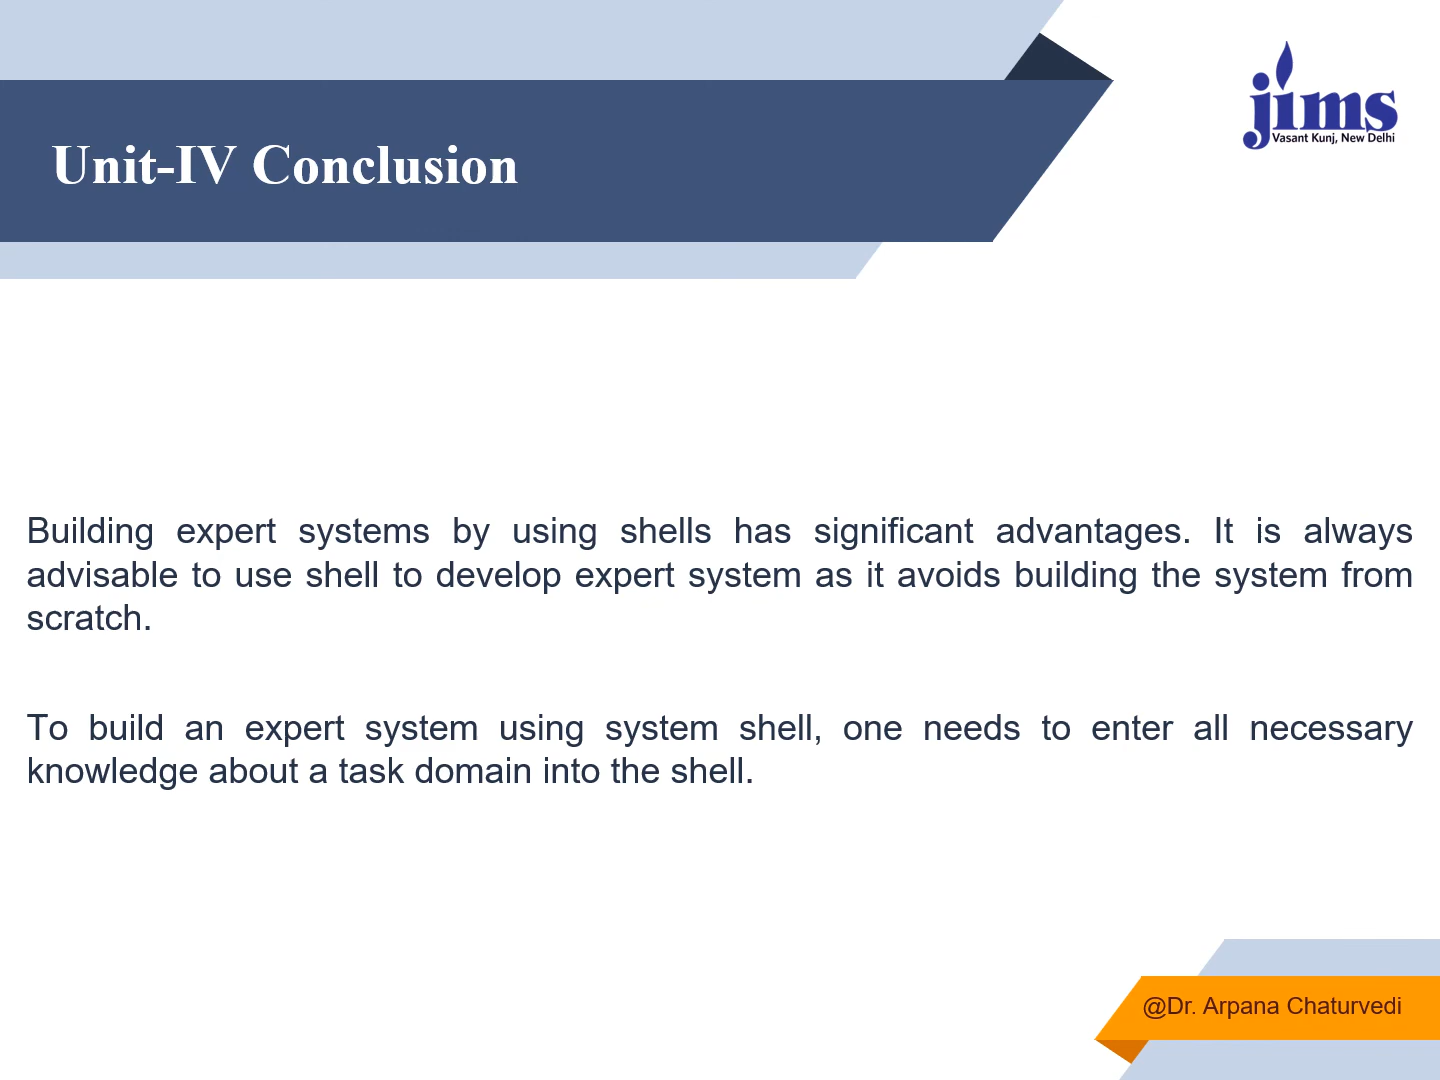 jims
Vasant Kunj, New Delhi
Unit-IV Conclusion
Building expert systems by using shells has significant advantages. It is always
advisable to use shell to develop expert system as it avoids building the system from
scratch.
To build an expert system using system shell, one needs to enter all necessary
knowledge about a task domain into the shell.
@Dr. Arpana Chaturvedi